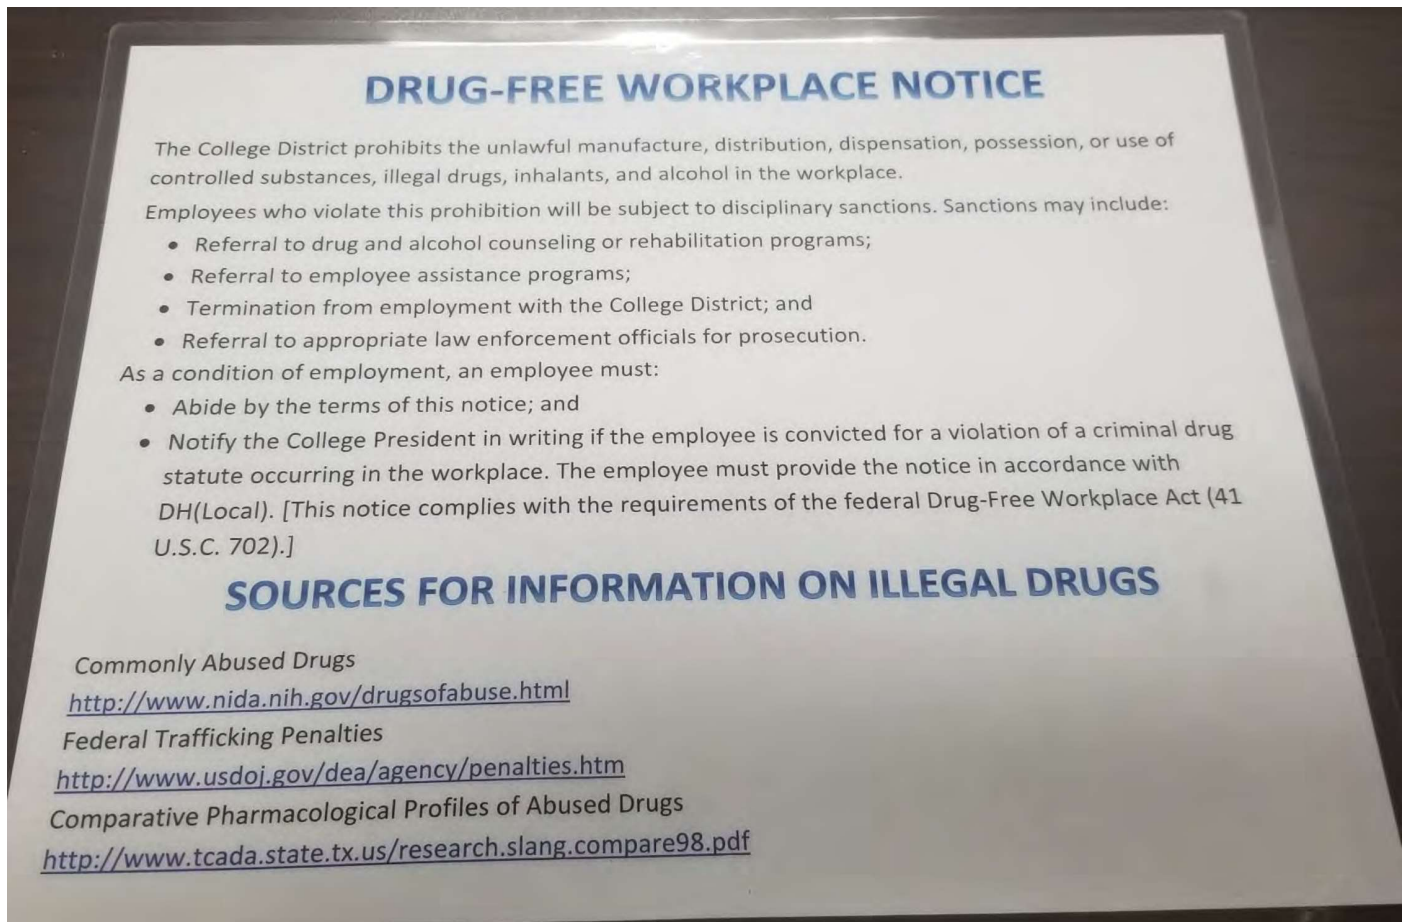 DRUG-FREE WORKPLACE NOTICE
The College District prohibits the unlawful manufacture, distribution, dispensation, possession, or use of
controlled substances, illegal drugs, inhalants, and alcohol in the workplace.
Employees who violate this prohibition will be subject to disciplinary sanctions. Sanctions may include:
• Referral to drug and alcohol counseling or rehabilitation programs;
• Referral to employee assistance programs;
• Termination from employment with the College District; and
• Referral to appropriate law enforcement officials for prosecution.
As a condition of employment, an employee must:
• Abide by the terms of this notice; and
• Notify the College President in writing if the employee is convicted for a violation of a criminal drug
statute occurring in the workplace. The employee must provide the notice in accordance with
DH(Local). [This notice complies with the requirements of the federal Drug-Free Workplace Act (41
U.S.C. 702).]
SOURCES FOR INFORMATION ON ILLEGAL DRUGS
Commonly Abused Drugs
http://www.nida.nih.gov/drugsofabuse.html
Federal Trafficking Penalties
http://www.usdoj.gov/dea/agency/penalties.htm
Comparative Pharmacological Profiles of Abused Drugs
http://www.tcada.state.tx.us/research.slang.compare98.pdf